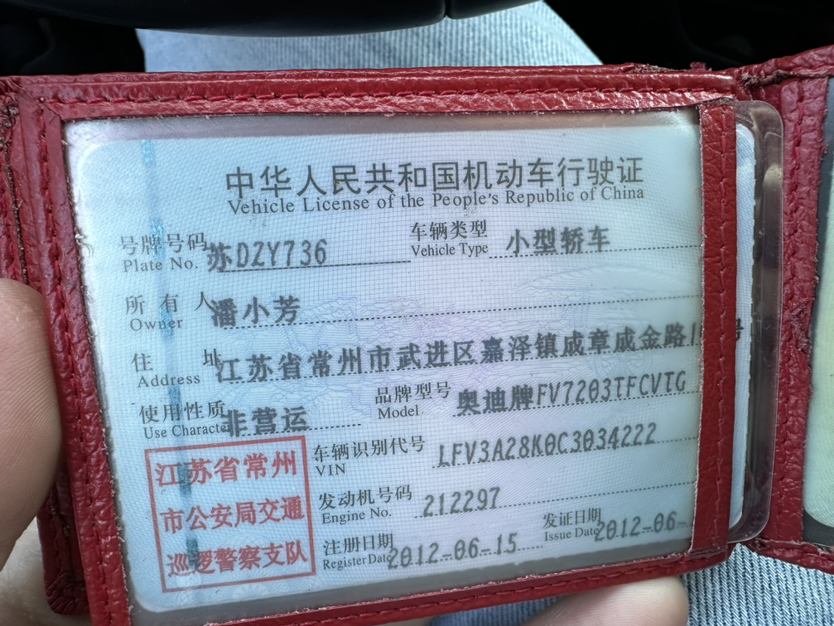 中华人民共和国机动车行驶证
Vehicle License of the People's Republic of China
号牌号码 苏DZY736 车辆类型 小型轿车
Plate No. Vehicle Type
所有人 潘小芳
Owner
住址 江苏省常州市武进区嘉泽镇成章成金路
Address
使用性质 非营运 品牌型号 奥迪牌FV7203TFCVTG
Use Character Model
车辆识别代号 LFV3A28K0C3034222
VIN
发动机号码 212297
Engine No.
注册日期 2012-06-15 发证日期 2012-06-
Register Date Issue Date
江苏省常州
市公安局交通
巡逻警察支队